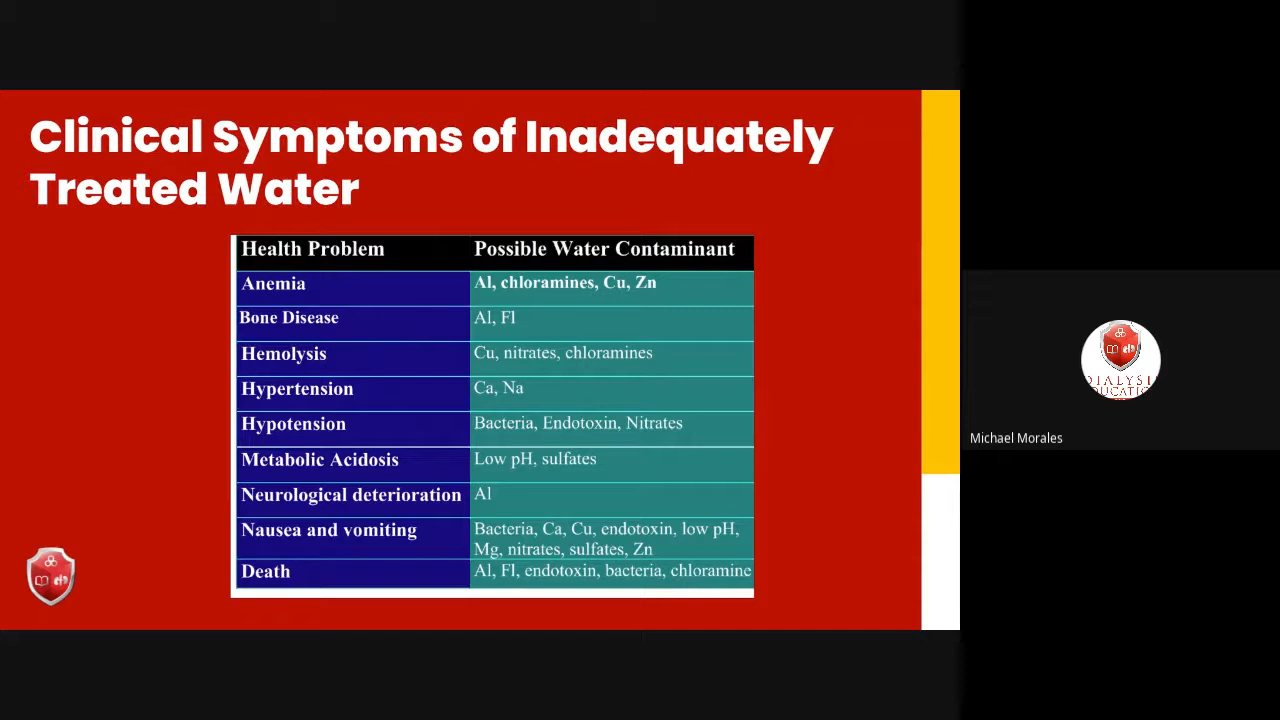 Clinical Symptoms of Inadequately
Treated Water
Health Problem Possible Water Contaminant
Anemia Al, chloramines, Cu, Zn
Bone Disease Al, Fl
Hemolysis Cu, nitrates, chloramines
Hypertension Ca, Na
Hypotension Bacteria, Endotoxin, Nitrates
Metabolic Acidosis Low pH, sulfates
Neurological deterioration Al
Nausea and vomiting Bacteria, Ca, Cu, endotoxin, low pH,
Mg, nitrates, sulfates, Zn
Death Al, Fl, endotoxin, bacteria, chloramine
Michael Morales